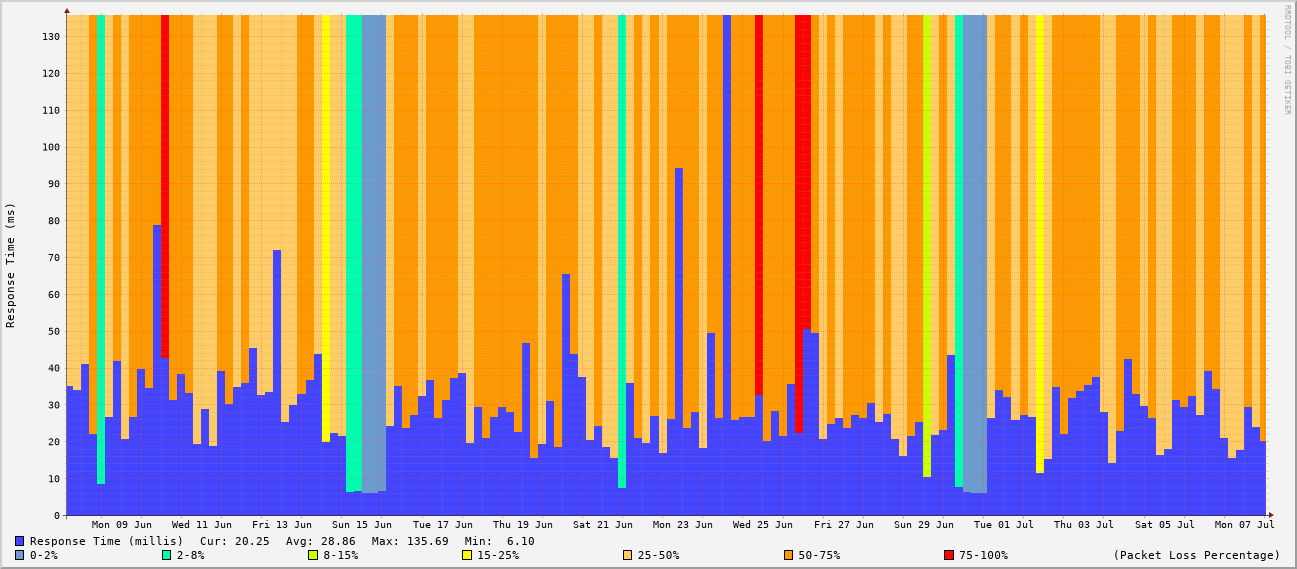 RRDTOOL / TOBI OETIKER
Response Time (ms)
130
120
110
100
90
80
70
60
50
40
30
20
10
0
Mon 09 Jun Wed 11 Jun Fri 13 Jun Sun 15 Jun Tue 17 Jun Thu 19 Jun Sat 21 Jun Mon 23 Jun Wed 25 Jun Fri 27 Jun Sun 29 Jun Tue 01 Jul Thu 03 Jul Sat 05 Jul Mon 07 Jul
Response Time (millis) Cur: 20.25 Avg: 28.86 Max: 135.69 Min: 6.10
0-2% 2-8% 8-15% 15-25% 25-50% 50-75% 75-100% (Packet Loss Percentage)